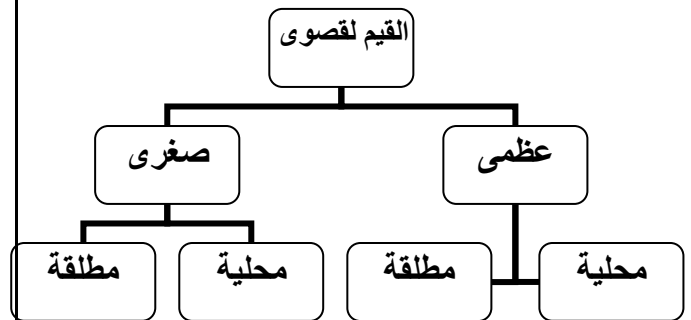 القيم لقصوى
عظمى
صغرى
محلية
مطلقة
محلية
مطلقة